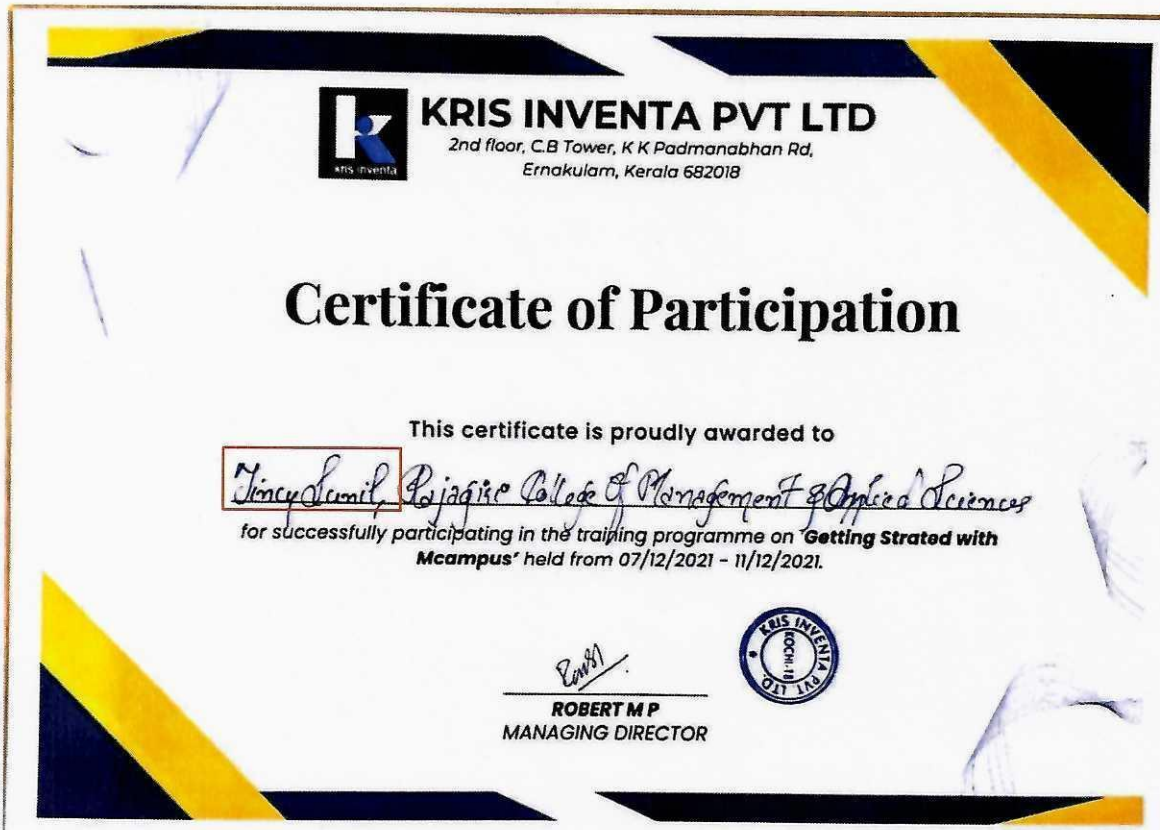 kris inventa
KRIS INVENTA PVT LTD
2nd floor, C.B Tower, K K Padmanabhan Rd,
Ernakulam, Kerala 682018
Certificate of Participation
This certificate is proudly awarded to
Sunil, College Of Management & Applied Sciences
for successfully participating in the training programme on 'Getting Strated with
Mcampus' held from 07/12/2021 - 11/12/2021.
KRIS INVENTA PVT. LTD.
KOCHI-18
ROBERT M P
MANAGING DIRECTOR